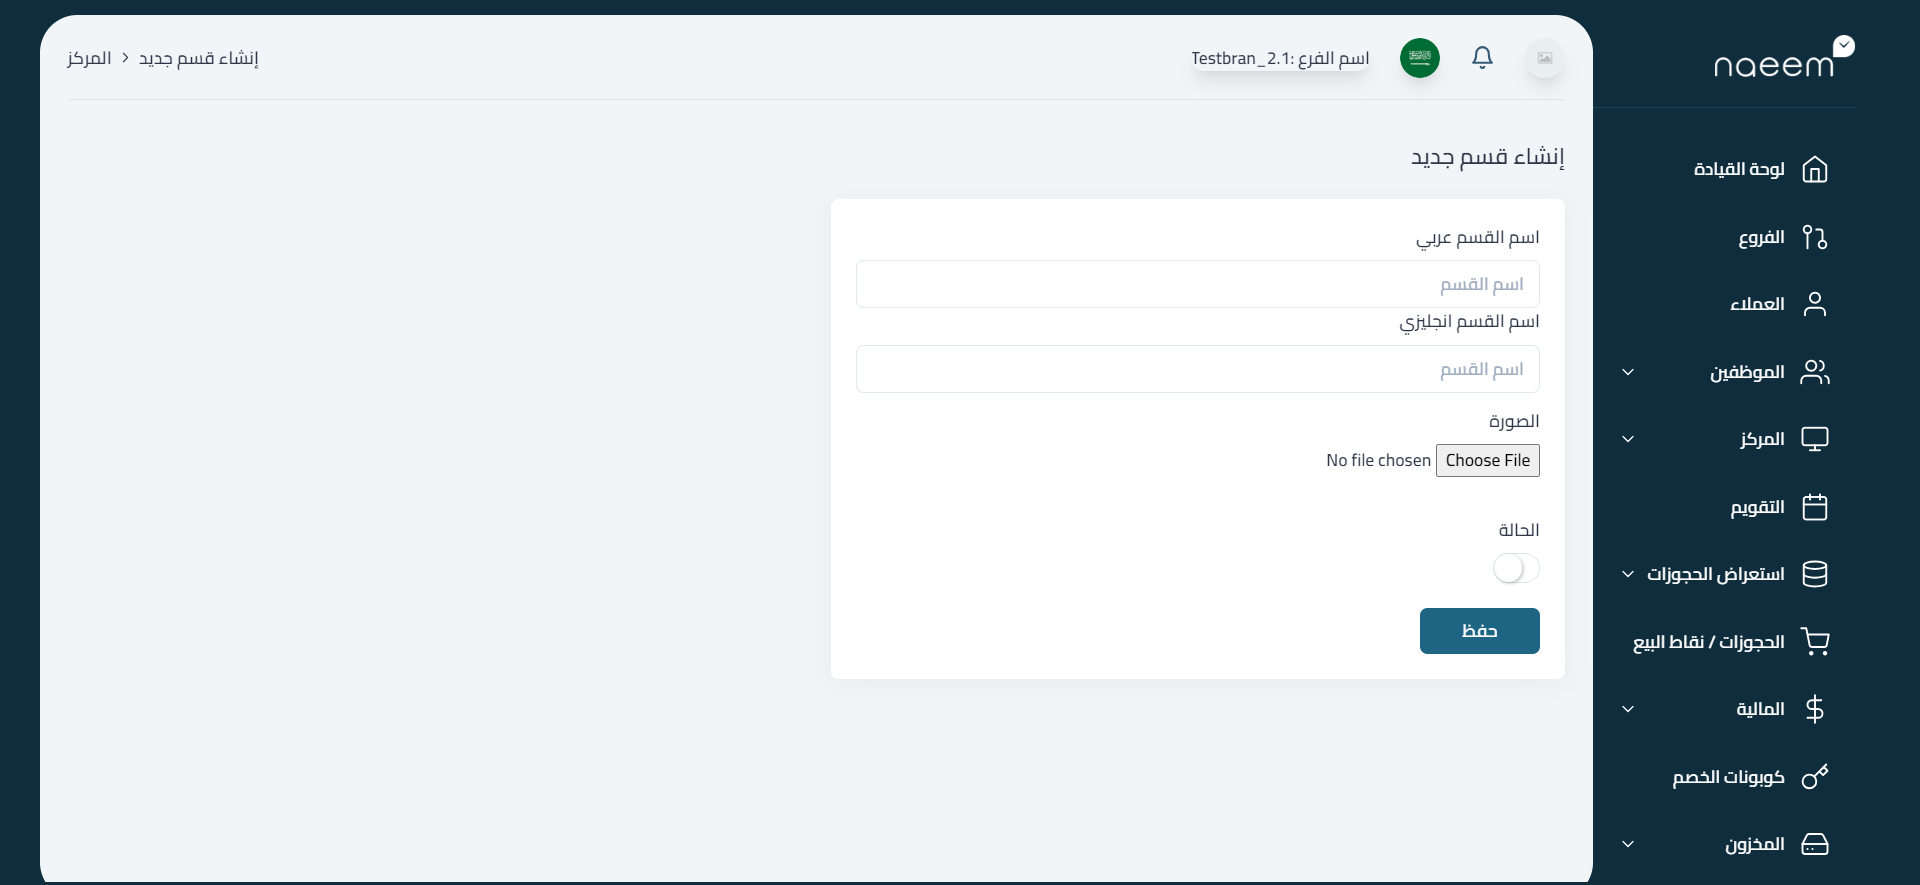 naeem
لوحة القيادة
الفروع
العملاء
الموظفين
المركز
التقويم
استعراض الحجوزات
الحجوزات / نقاط البيع
المالية
كوبونات الخصم
المخزون
اسم الفرع :Testbran_2.1
إنشاء قسم جديد > المركز
إنشاء قسم جديد
اسم القسم عربي
اسم القسم
اسم القسم انجليزي
اسم القسم
الصورة
Choose File No file chosen
الحالة
حفظ